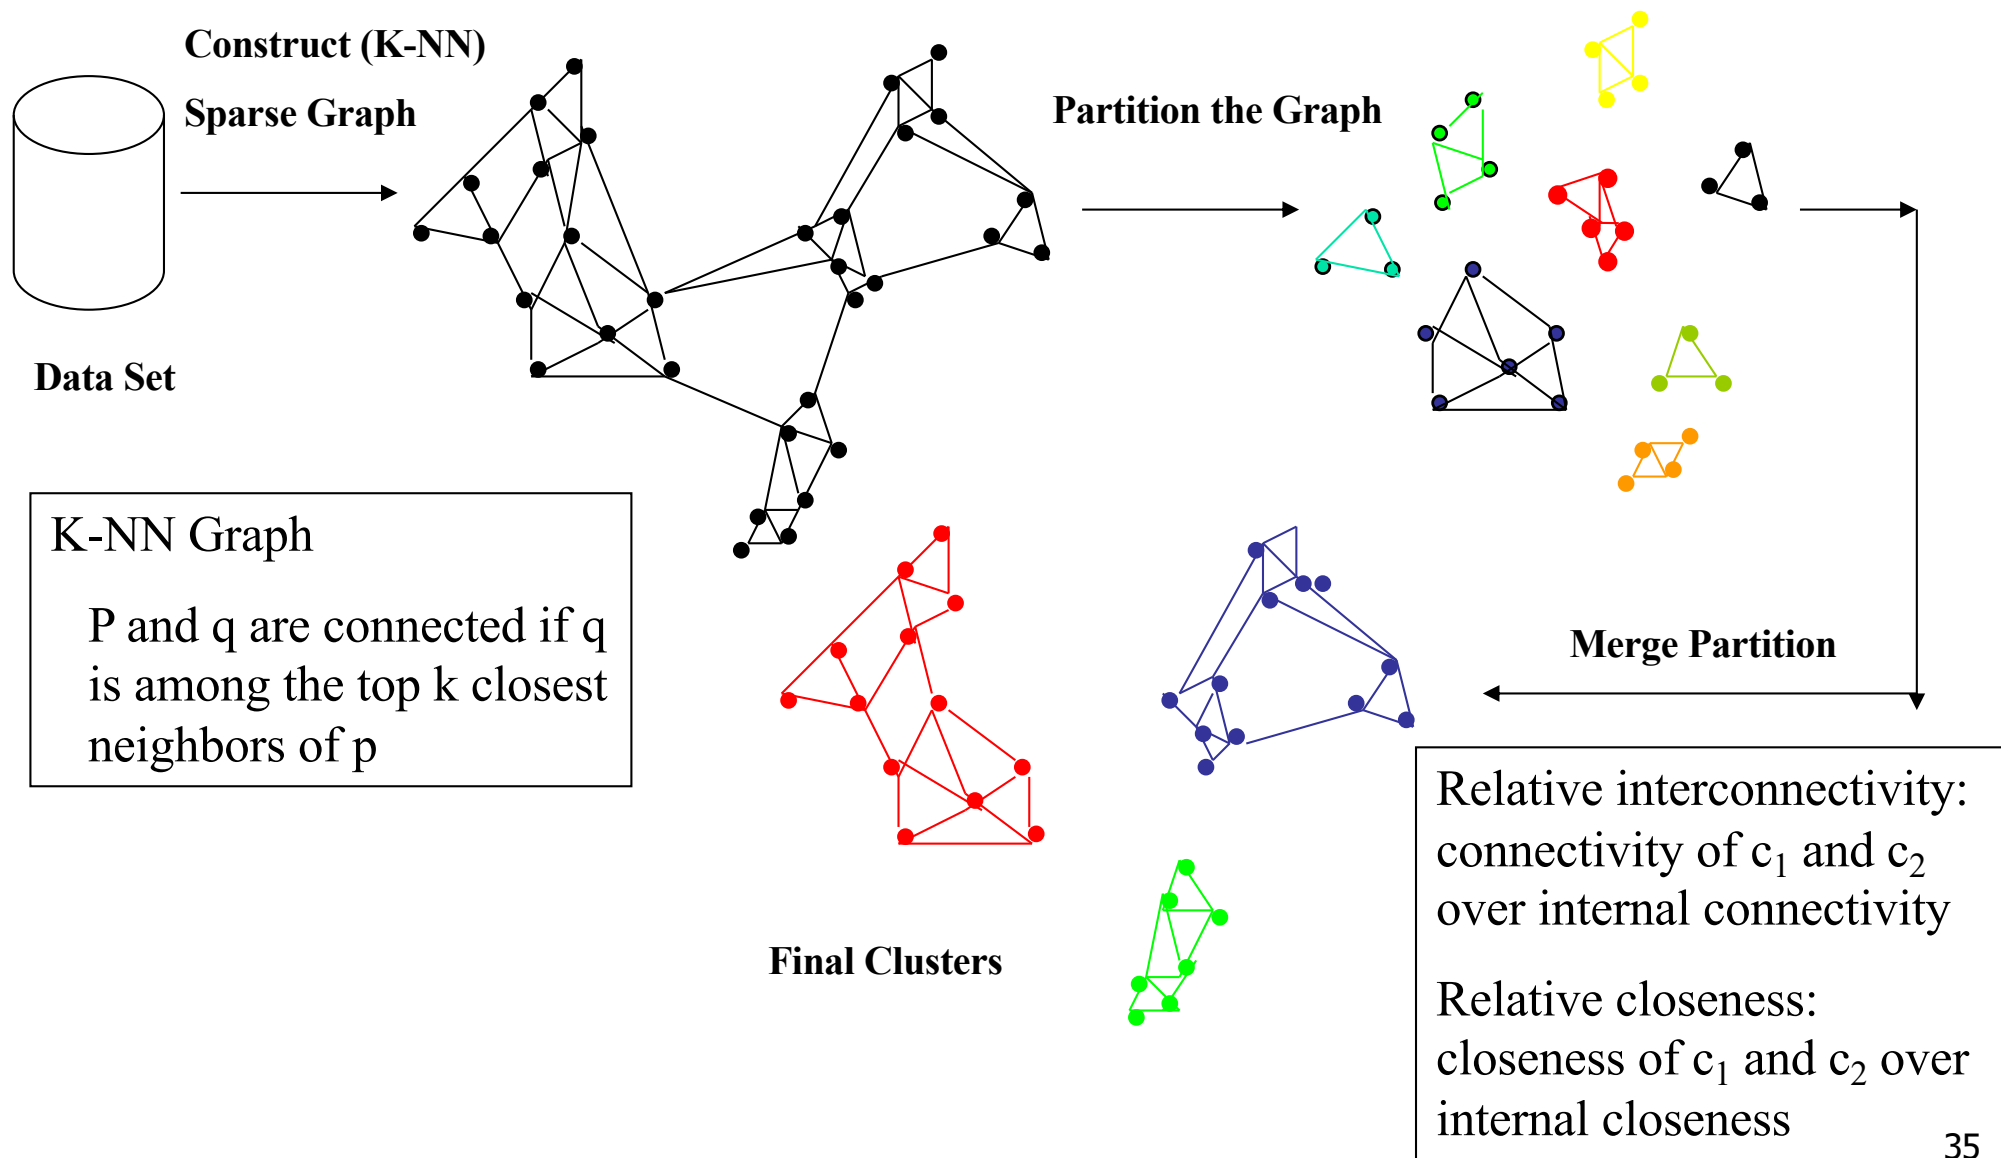 Construct (K-NN)
Sparse Graph
Partition the Graph
Data Set
K-NN Graph
P and q are connected if q
is among the top k closest
neighbors of p
Merge Partition
Final Clusters
Relative interconnectivity:
connectivity of c₁ and c₂
over internal connectivity
Relative closeness:
closeness of c₁ and c₂ over
internal closeness
35